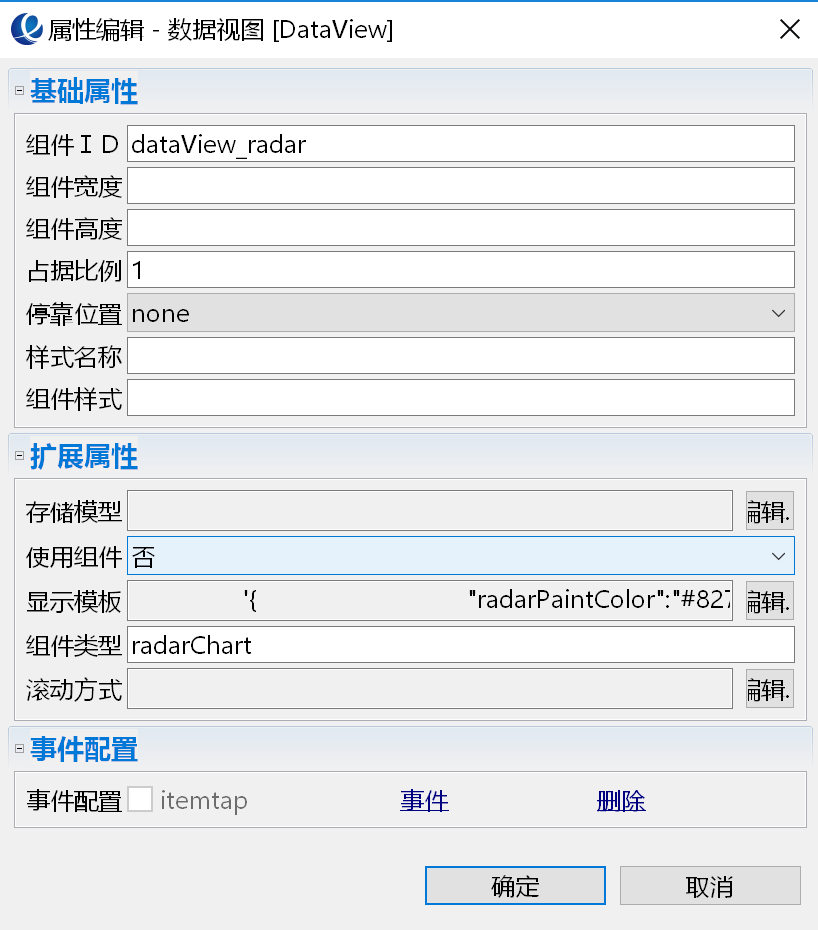 属性编辑 - 数据视图 [DataView]
基础属性
组件ＩＤ dataView_radar
组件宽度
组件高度
占据比例 1
停靠位置 none
样式名称
组件样式
扩展属性
存储模型 编辑.
使用组件 否
显示模板 '{ "radarPaintColor":"#827 编辑.
组件类型 radarChart
滚动方式 编辑.
事件配置
事件配置 itemtap 事件 删除
确定 取消